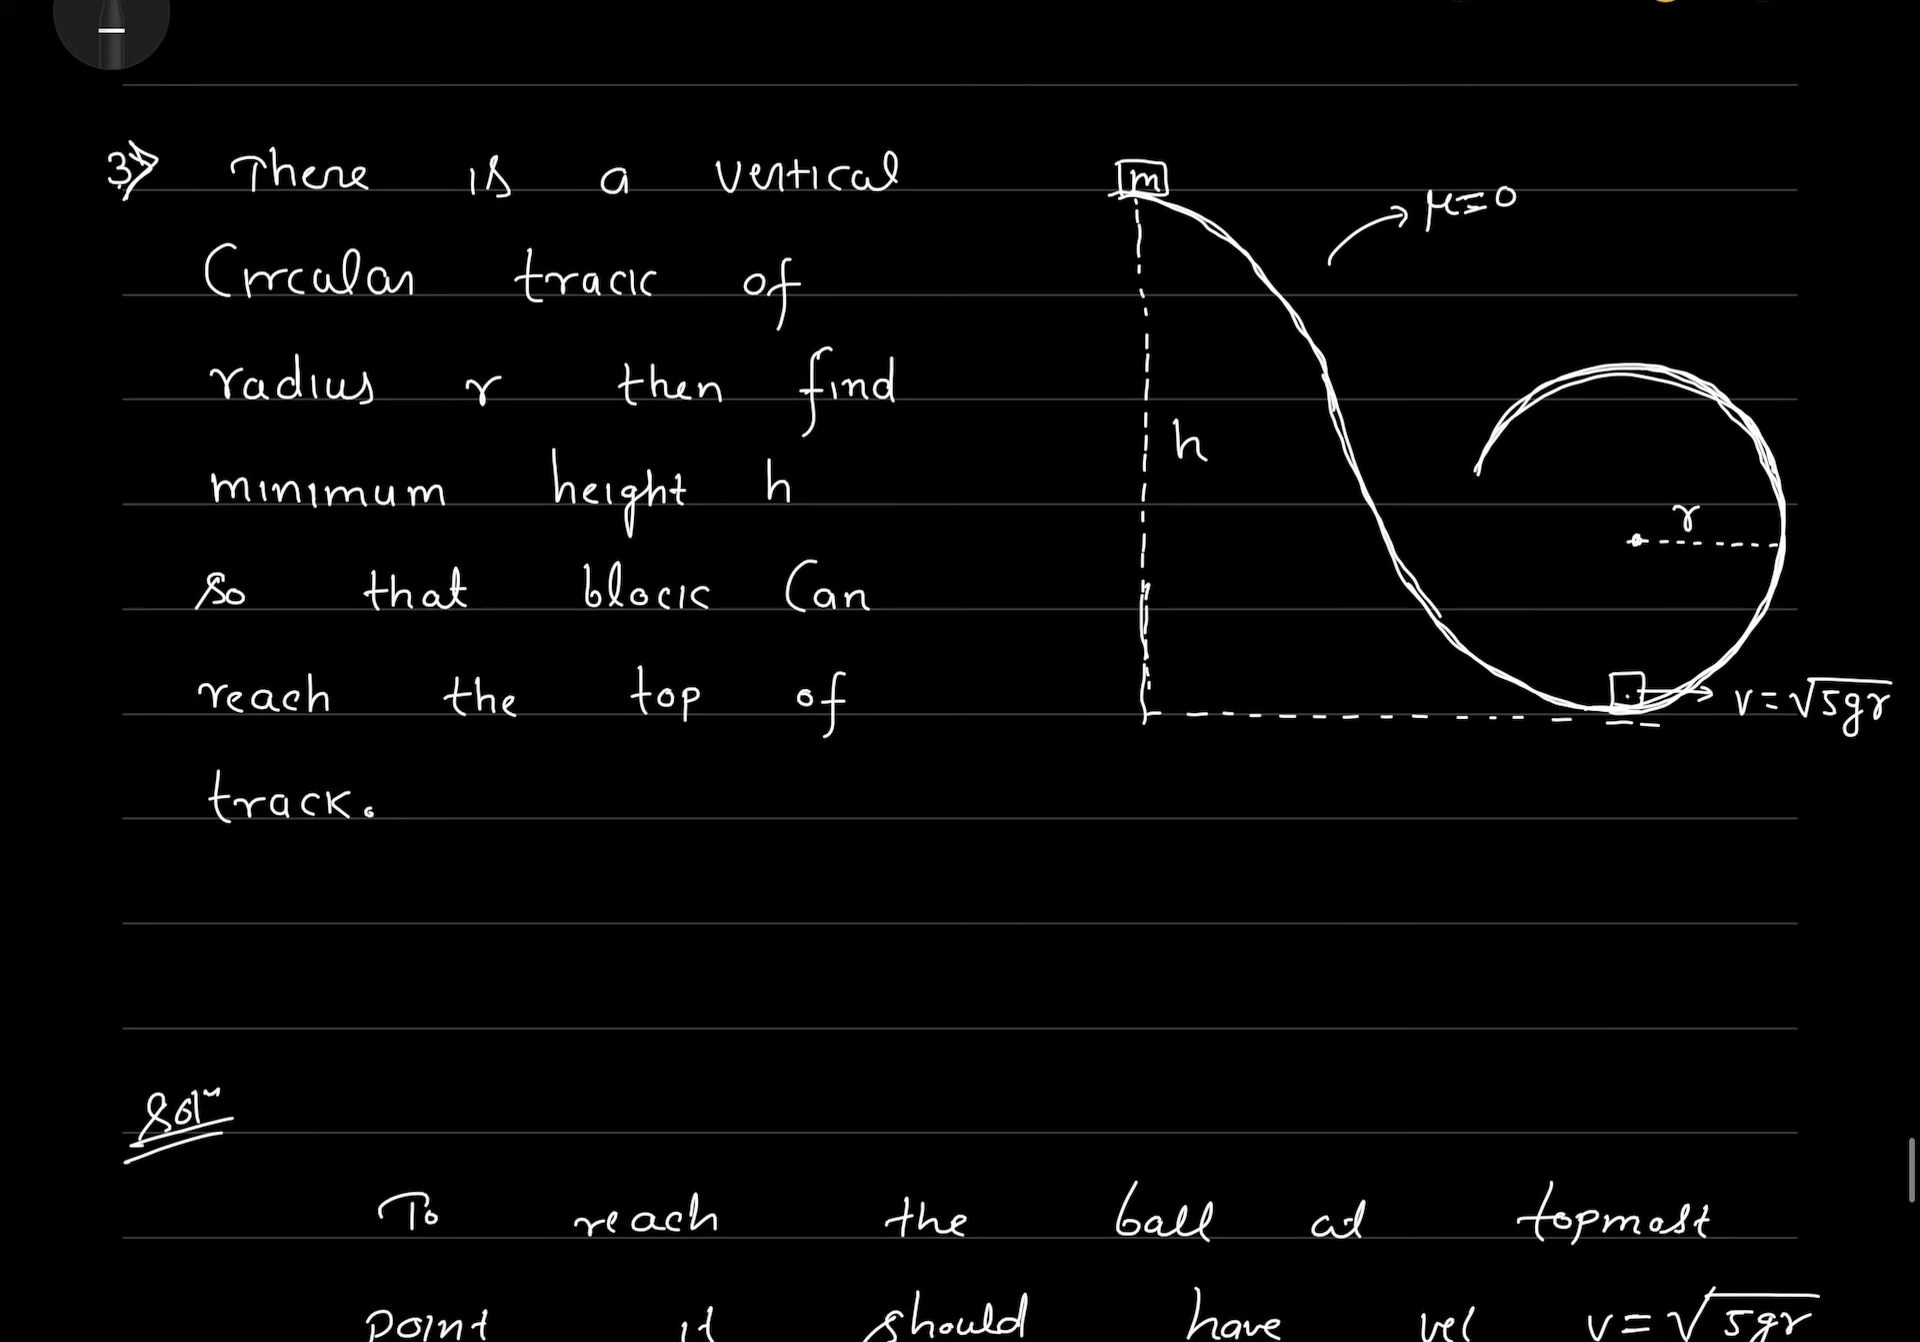 3) There is a vertical
Circular track of
radius r then find
minimum height h
so that block Can
reach the top of
track.
m
μ=0
h
r
v=√5gr
Solⁿ
To reach the ball at topmost
point it should have vel v=√5gr